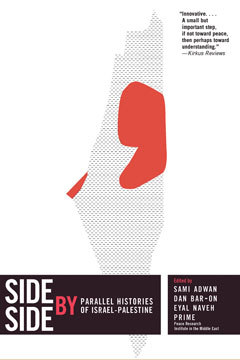 "Innovative. . . .
A small but
important step,
if not toward peace,
then perhaps toward
understanding."
—Kirkus Reviews
SIDE
BY
SIDE
PARALLEL HISTORIES
OF ISRAEL-PALESTINE
Edited by
SAMI ADWAN
DAN BAR-ON
EYAL NAVEH
PRIME
Peace Research
Institute in the Middle East